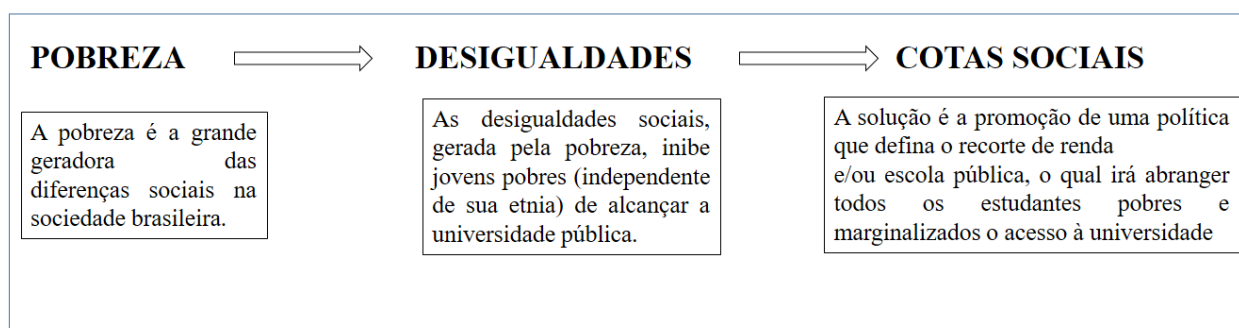 POBREZA
DESIGUALDADES
COTAS SOCIAIS
A pobreza é a grande
geradora das
diferenças sociais na
sociedade brasileira.
As desigualdades sociais,
gerada pela pobreza, inibe
jovens pobres (independente
de sua etnia) de alcançar a
universidade pública.
A solução é a promoção de uma política
que defina o recorte de renda
e/ou escola pública, o qual irá abranger
todos os estudantes pobres e
marginalizados o acesso à universidade